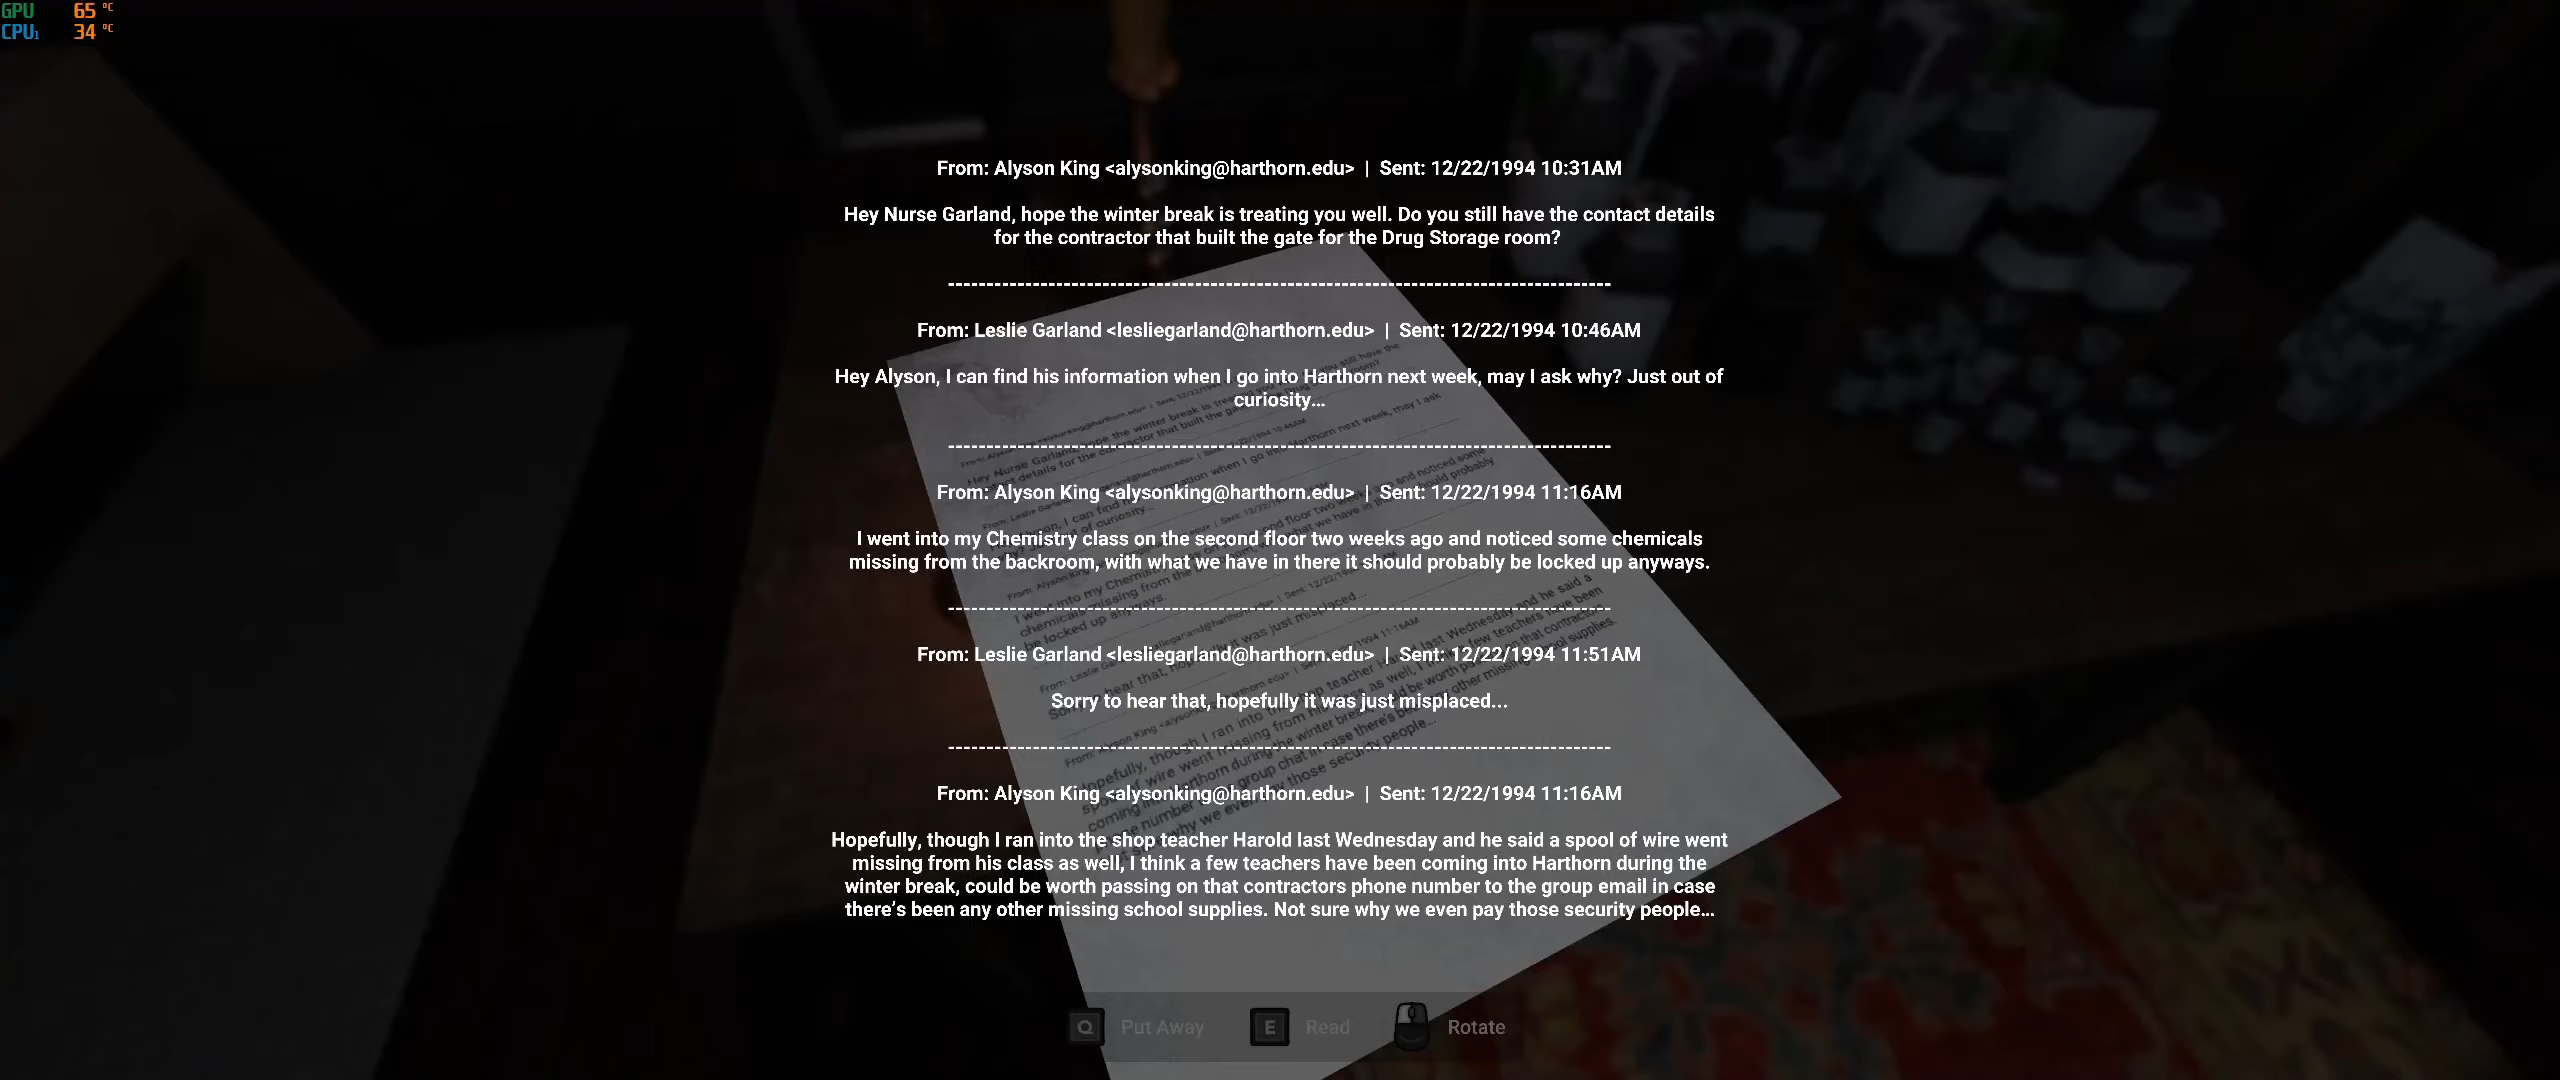 GPU 65 °C
CPU1 34 °C
From: Alyson King <alysonking@harthorn.edu> | Sent: 12/22/1994 10:31AM
Hey Nurse Garland, hope the winter break is treating you well. Do you still have the contact details
for the contractor that built the gate for the Drug Storage room?
--------------------------------------------------------------------------------
From: Leslie Garland <lesliegarland@harthorn.edu> | Sent: 12/22/1994 10:46AM
Hey Alyson, I can find his information when I go into Harthorn next week, may I ask why? Just out of
curiosity...
--------------------------------------------------------------------------------
From: Alyson King <alysonking@harthorn.edu> | Sent: 12/22/1994 11:16AM
I went into my Chemistry class on the second floor two weeks ago and noticed some chemicals
missing from the backroom, with what we have in there it should probably be locked up anyways.
--------------------------------------------------------------------------------
From: Leslie Garland <lesliegarland@harthorn.edu> | Sent: 12/22/1994 11:51AM
Sorry to hear that, hopefully it was just misplaced...
--------------------------------------------------------------------------------
From: Alyson King <alysonking@harthorn.edu> | Sent: 12/22/1994 11:16AM
Hopefully, though I ran into the shop teacher Harold last Wednesday and he said a spool of wire went
missing from his class as well, I think a few teachers have been coming into Harthorn during the
winter break, could be worth passing on that contractors phone number to the group email in case
there's been any other missing school supplies. Not sure why we even pay those security people...
Q Put Away E Read Rotate